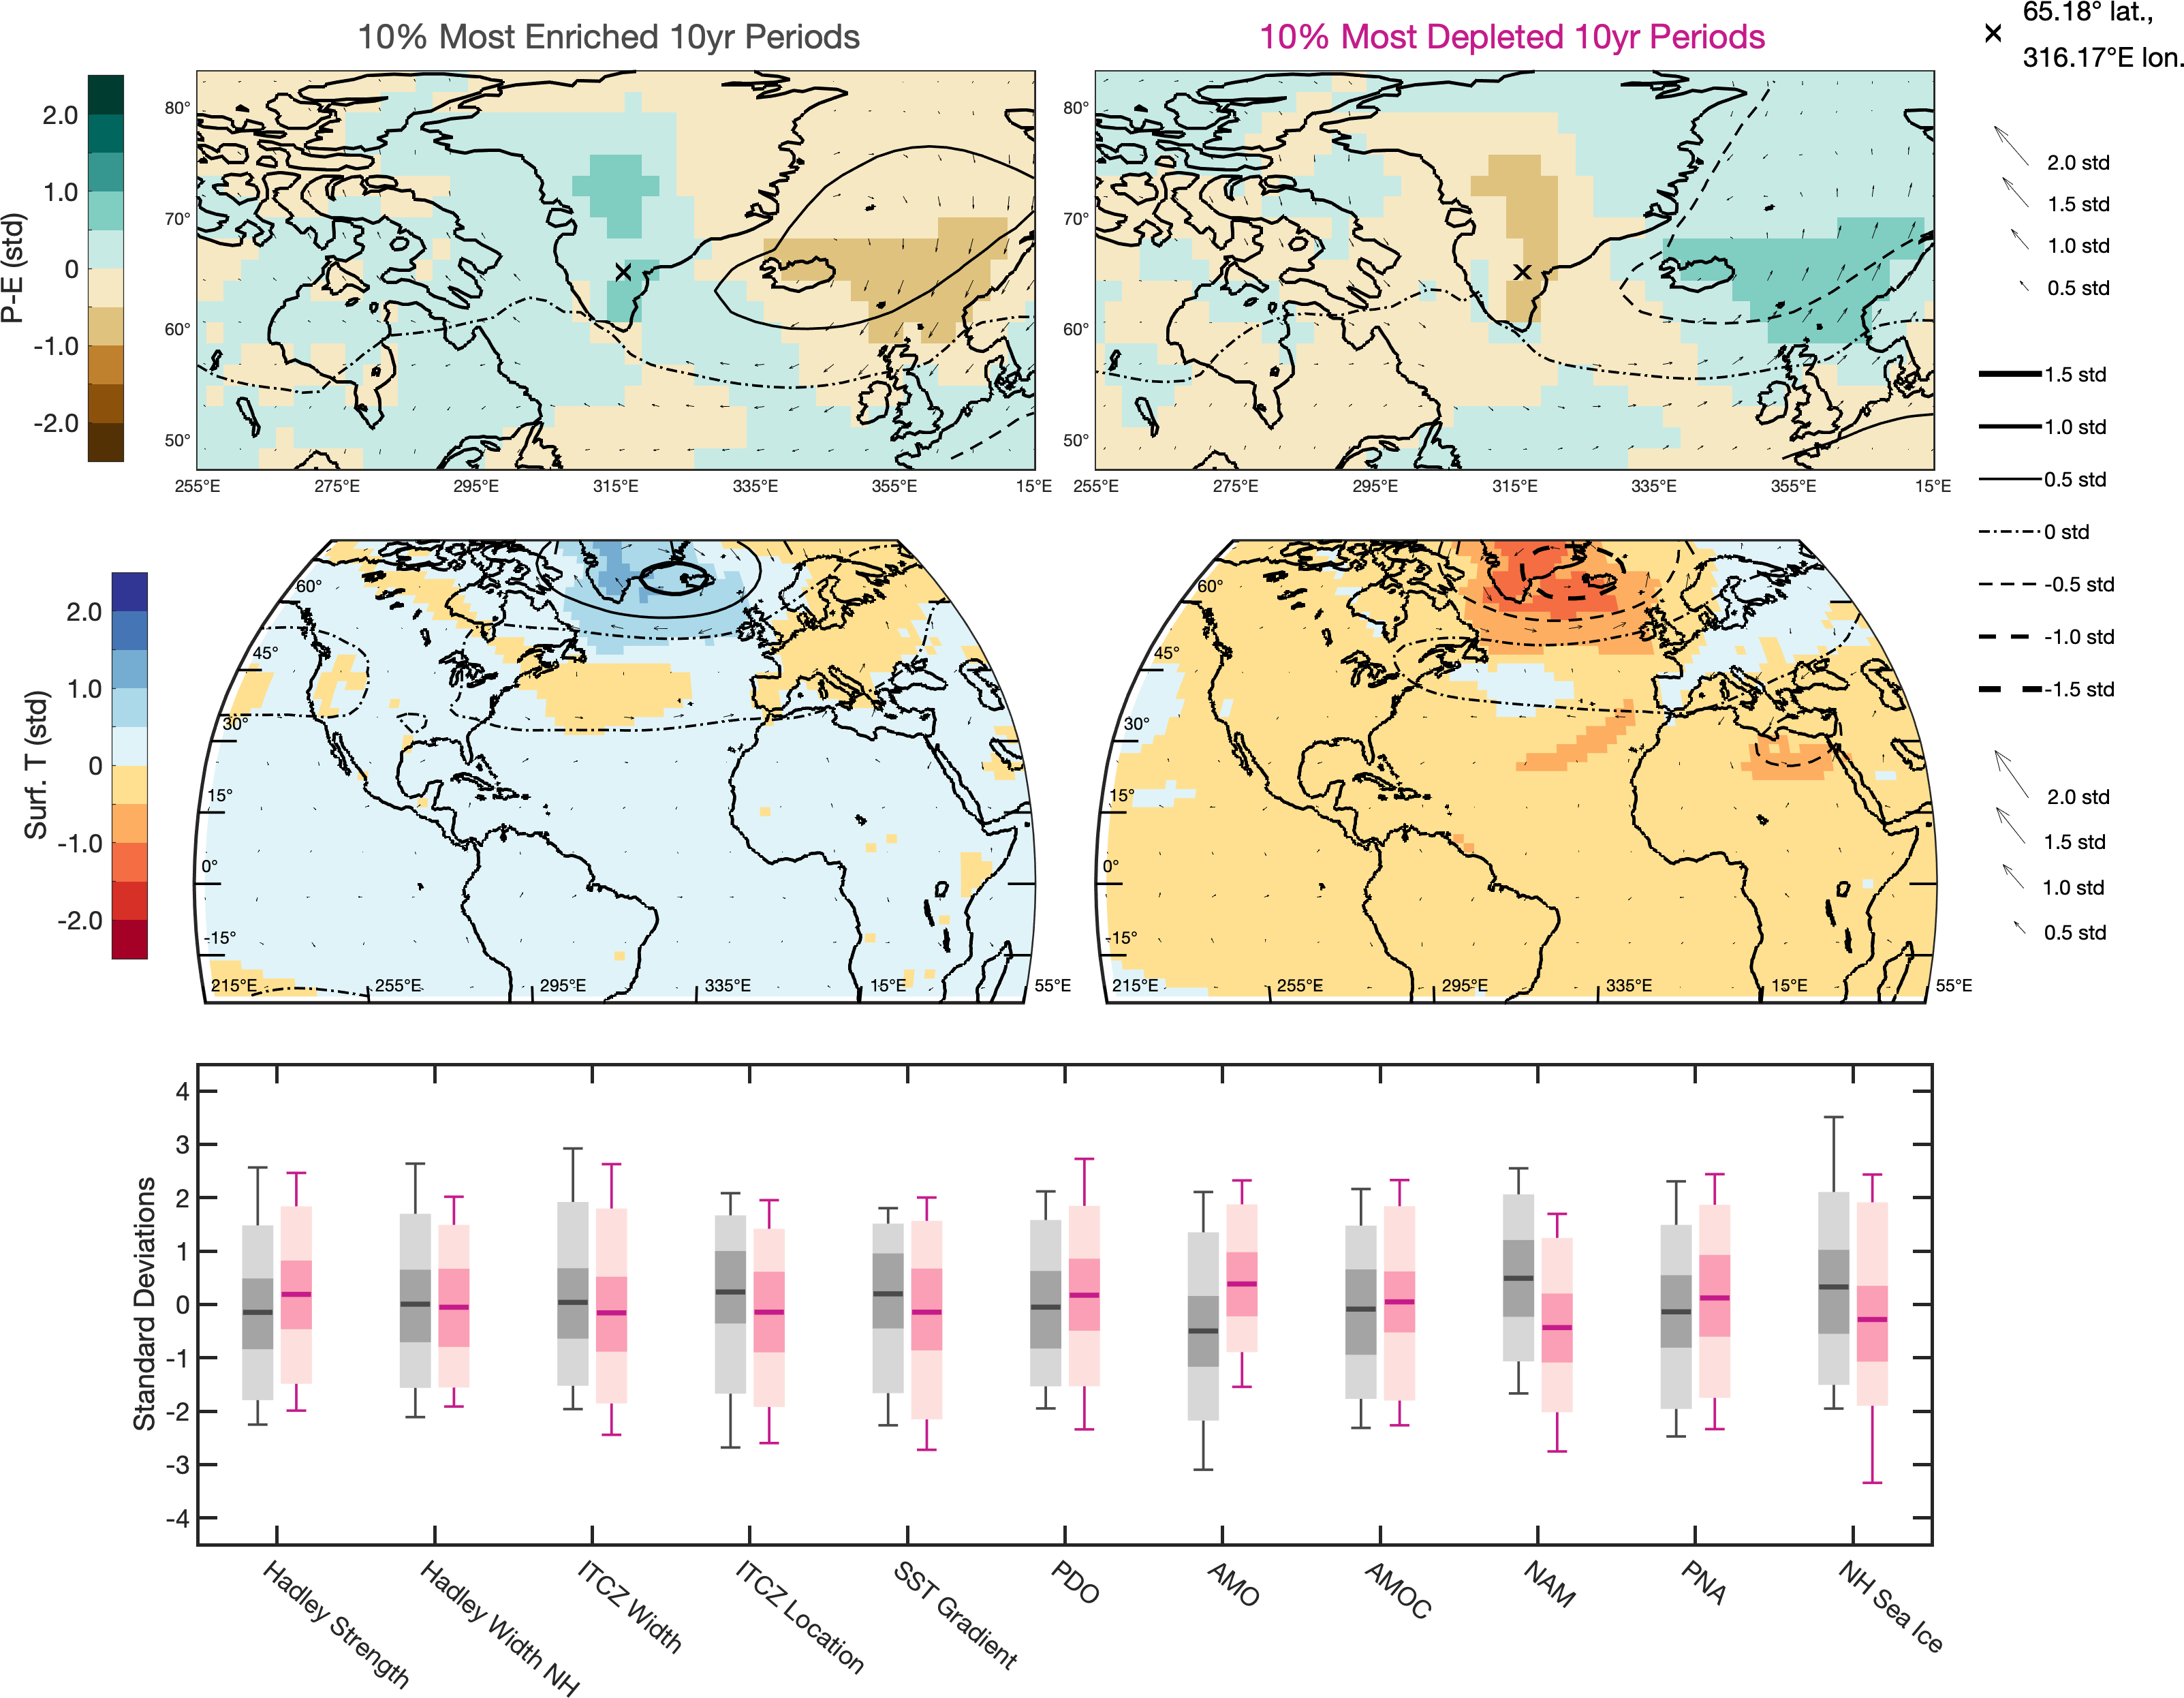 10% Most Enriched 10yr Periods
10% Most Depleted 10yr Periods
65.18° lat.,
316.17°E lon.
P-E (std)
2.0
1.0
0
-1.0
-2.0
80°
70°
60°
50°
255°E 275°E 295°E 315°E 335°E 355°E 15°E
80°
70°
60°
50°
255°E 275°E 295°E 315°E 335°E 355°E 15°E
2.0 std
1.5 std
1.0 std
0.5 std
1.5 std
1.0 std
0.5 std
0 std
-0.5 std
-1.0 std
-1.5 std
Surf. T (std)
2.0
1.0
0
-1.0
-2.0
60°
45°
30°
15°
0°
-15°
215°E 255°E 295°E 335°E 15°E 55°E
60°
45°
30°
15°
0°
-15°
215°E 255°E 295°E 335°E 15°E 55°E
2.0 std
1.5 std
1.0 std
0.5 std
Standard Deviations
4
3
2
1
0
-1
-2
-3
-4
Hadley Strength
Hadley Width NH
ITCZ Width
ITCZ Location
SST Gradient
PDO
AMO
AMOC
NAM
PNA
NH Sea Ice